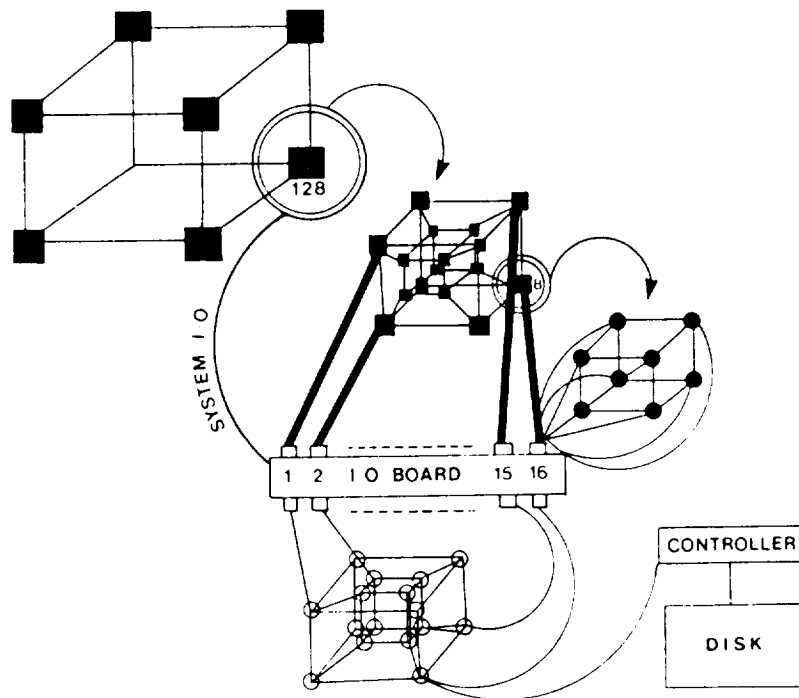 128
8
SYSTEM I O
1 2 I O BOARD 15 16
CONTROLLER
DISK